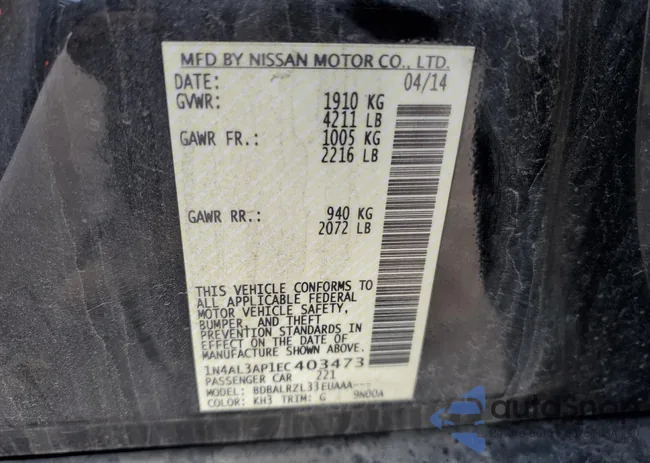 MFD BY NISSAN MOTOR CO., LTD.
DATE: 04/14
GVWR: 1910 KG
4211 LB
GAWR FR.: 1005 KG
2216 LB
GAWR RR.: 940 KG
2072 LB
THIS VEHICLE CONFORMS TO
ALL APPLICABLE FEDERAL
MOTOR VEHICLE SAFETY,
BUMPER, AND THEFT
PREVENTION STANDARDS IN
EFFECT ON THE DATE OF
MANUFACTURE SHOWN ABOVE.
1N4AL3AP1EC403473
PASSENGER CAR 221
MODEL: BDBALRZL33EUAAA---
COLOR: KH3 TRIM: G 9N00A
autosnap